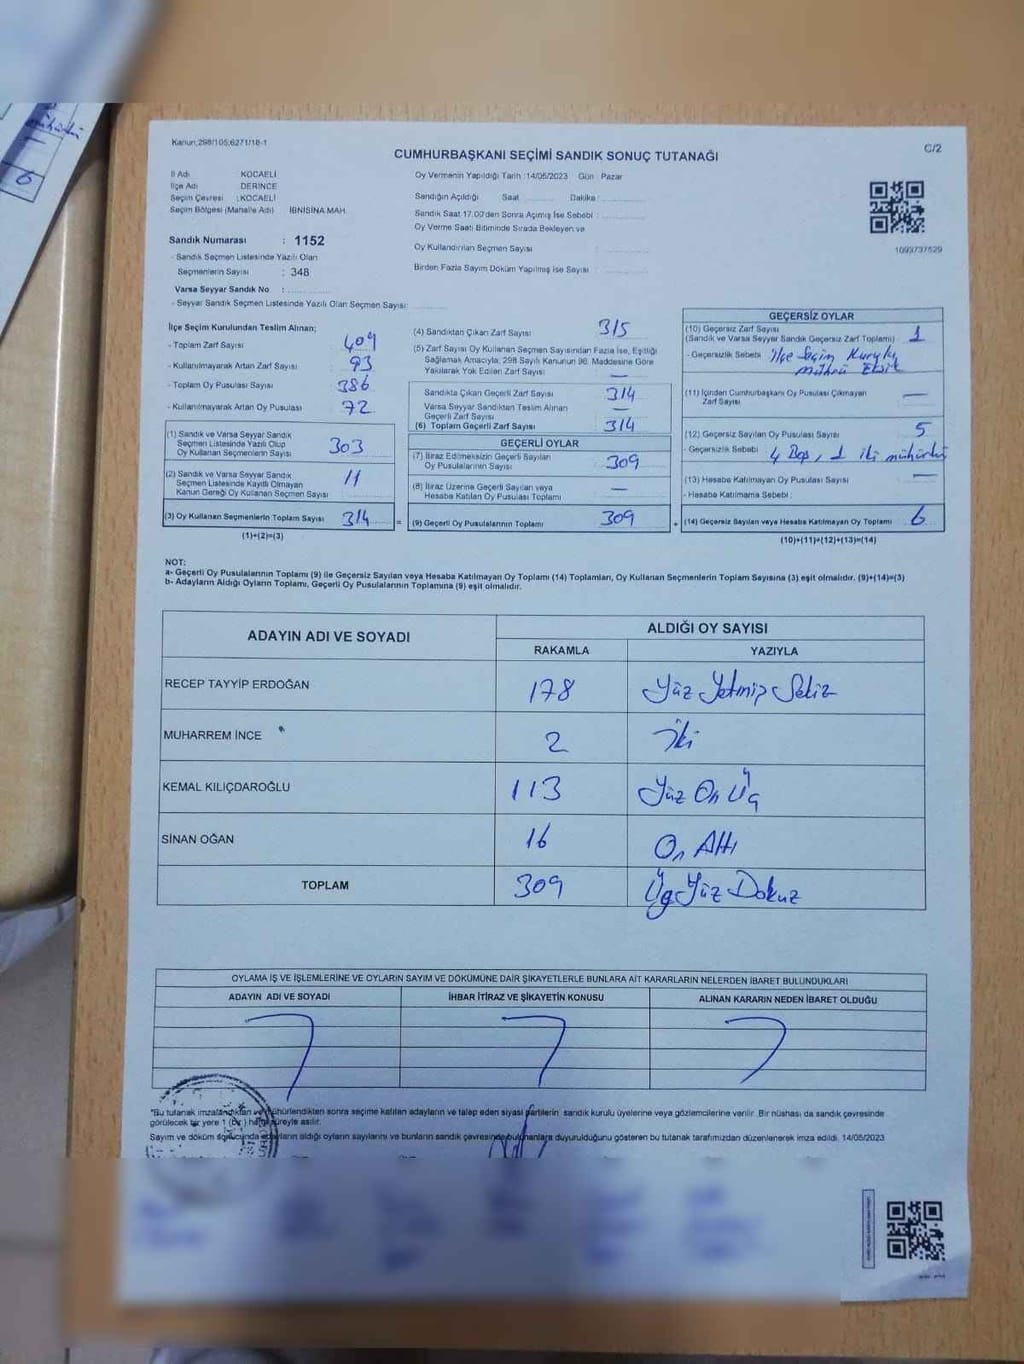 mühürlü
6
Kanun;298/105;6271/18-1
CUMHURBAŞKANI SEÇİMİ SANDIK SONUÇ TUTANAĞI
C/2
İl Adı KOCAELİ
İlçe Adı DERİNCE
Seçim Çevresi : KOCAELİ
Seçim Bölgesi (Mahalle Adı) İBNİSİNA MAH.
Oy Vermenin Yapıldığı Tarih :14/05/2023 Gün : Pazar
Sandığın Açıldığı Saat Dakika :
Sandık Saat 17.00'den Sonra Açımış İse Sebebi :
Oy Verme Saati Bitiminde Sırada Bekleyen ve
Oy Kullandırılan Seçmen Sayısı :
Birden Fazla Sayım Döküm Yapılmış İse Sayısı :
1093737529
Sandık Numarası : 1152
- Sandık Seçmen Listesinde Yazılı Olan
Seçmenlerin Sayısı : 348
Varsa Seyyar Sandık No :
- Seyyar Sandık Seçmen Listesinde Yazılı Olan Seçmen Sayısı:
İlçe Seçim Kurulundan Teslim Alınan;
- Toplam Zarf Sayısı 409
- Kullanılmayarak Artan Zarf Sayısı 93
- Toplam Oy Pusulası Sayısı 386
- Kullanılmayarak Artan Oy Pusulası 72
(1) Sandık ve Varsa Seyyar Sandık
Seçmen Listesinde Yazılı Olup
Oy Kullanan Seçmenlerin Sayısı 303
(2) Sandık ve Varsa Seyyar Sandık
Seçmen Listesinde Kayıtlı Olmayan
Kanun Gereği Oy Kullanan Seçmen Sayısı 11
(3) Oy Kullanan Seçmenlerin Toplam Sayısı 314 =
(1)+(2)=(3)
(4) Sandıktan Çıkan Zarf Sayısı 315
(5) Zarf Sayısı Oy Kullanan Seçmen Sayısından Fazla İse, Eşitliği
Sağlamak Amacıyla, 298 Sayılı Kanunun 98. Maddesine Göre
Yakılarak Yok Edilen Zarf Sayısı —
Sandıkta Çıkan Geçerli Zarf Sayısı 314
Varsa Seyyar Sandıktan Teslim Alınan
Geçerli Zarf Sayısı —
(6) Toplam Geçerli Zarf Sayısı 314
GEÇERLİ OYLAR
(7) İtiraz Edilmeksizin Geçerli Sayılan
Oy Pusulalarının Sayısı 309
(8) İtiraz Üzerine Geçerli Sayılan veya
Hesaba Katılan Oy Pusulası Toplamı —
(9) Geçerli Oy Pusulalarının Toplamı 309 +
GEÇERSİZ OYLAR
(10) Geçersiz Zarf Sayısı
(Sandık ve Varsa Seyyar Sandık Geçersiz Zarf Toplamı) 1
- Geçersizlik Sebebi İlçe Seçim Kurulu
mührü Eksik
(11) İçinden Cumhurbaşkanı Oy Pusulası Çıkmayan
Zarf Sayısı —
(12) Geçersiz Sayılan Oy Pusulası Sayısı 5
- Geçersizlik Sebebi : 4 Boş, 1 iki mühürlü
(13) Hesaba Katılmayan Oy Pusulası Sayısı —
- Hesaba Katılmama Sebebi :
(14) Geçersiz Sayılan veya Hesaba Katılmayan Oy Toplamı 6
(10)+(11)+(12)+(13)=(14)
NOT:
a- Geçerli Oy Pusulalarının Toplamı (9) ile Geçersiz Sayılan veya Hesaba Katılmayan Oy Toplamı (14) Toplamları, Oy Kullanan Seçmenlerin Toplam Sayısına (3) eşit olmalıdır. (9)+(14)=(3)
b- Adayların Aldığı Oyların Toplamı, Geçerli Oy Pusulalarının Toplamına (9) eşit olmalıdır.
ADAYIN ADI VE SOYADI ALDIĞI OY SAYISI
RAKAMLA YAZIYLA
RECEP TAYYİP ERDOĞAN 178 Yüz Yetmiş Sekiz
MUHARREM İNCE 2 İki
KEMAL KILIÇDAROĞLU 113 Yüz On Üç
SİNAN OĞAN 16 On Altı
TOPLAM 309 Üç Yüz Dokuz
OYLAMA İŞ VE İŞLEMLERİNE VE OYLARIN SAYIM VE DÖKÜMÜNE DAİR ŞİKAYETLERLE BUNLARA AİT KARARLARIN NELERDEN İBARET BULUNDUKLARI
ADAYIN ADI VE SOYADI İHBAR İTİRAZ VE ŞİKAYETİN KONUSU ALINAN KARARIN NEDEN İBARET OLDUĞU
"Bu tutanak imzalandıktan ve mühürlendikten sonra seçime katılan adayların ve talep eden siyasi partilerin sandık kurulu üyelerine veya gözlemcilerine verilir. Bir nüshası da sandık çevresinde
görülecek bir yere 1 (bir) hafta süreyle asılır.
Sayım ve döküm sonucunda adayların aldığı oyların sayılarını ve bunların sandık çevresinde bulunanlara duyurulduğunu gösteren bu tutanak tarafımızdan düzenlenerek imza edildi. 14/05/2023